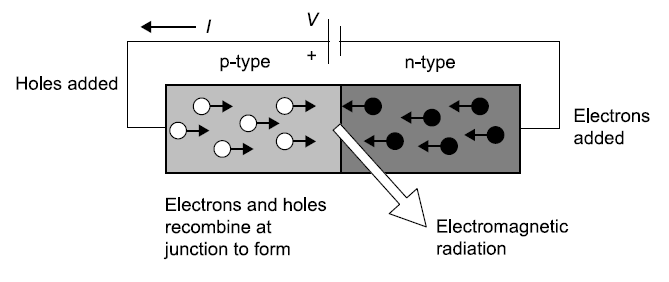 I
V
+
p-type
n-type
Holes added
Electrons
added
Electrons and holes
recombine at
junction to form
Electromagnetic
radiation